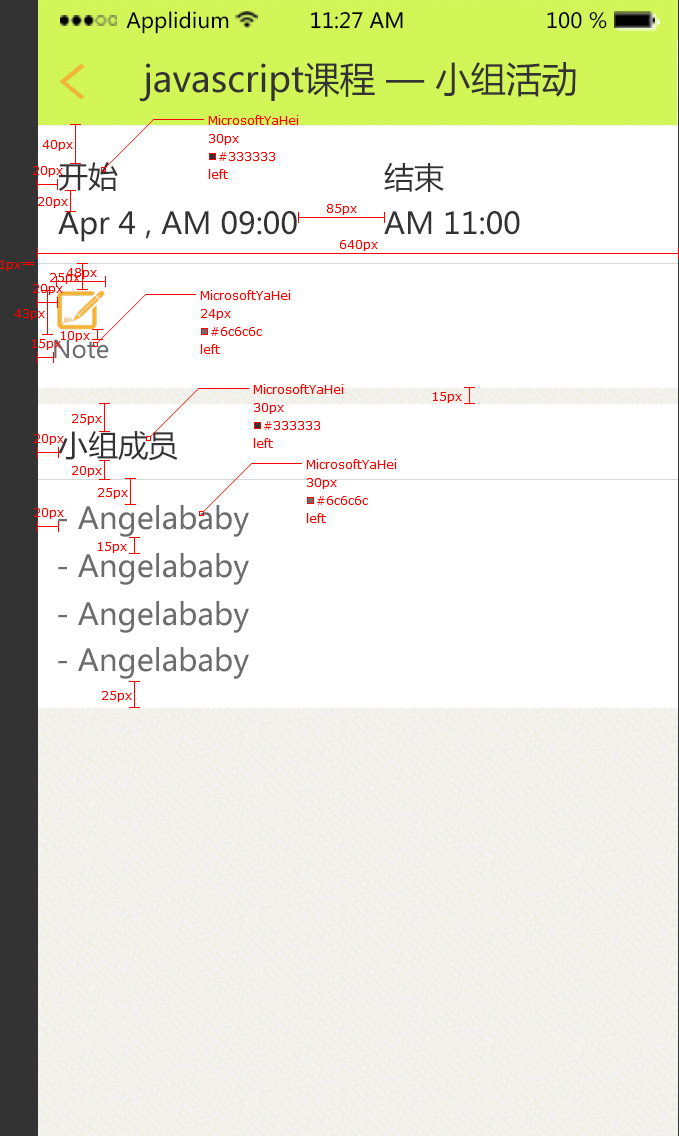 Applidium 11:27 AM 100 %
javascript课程 — 小组活动
MicrosoftYaHei
30px
#333333
left
40px
20px
开始 结束
20px
Apr 4 , AM 09:00 85px AM 11:00
640px
1px
48px
25px
20px
43px
MicrosoftYaHei
24px
#6c6c6c
left
10px
15px
Note
15px
MicrosoftYaHei
30px
#333333
left
25px
20px
小组成员
20px
MicrosoftYaHei
30px
#6c6c6c
left
25px
20px
- Angelababy
15px
- Angelababy
- Angelababy
- Angelababy
25px